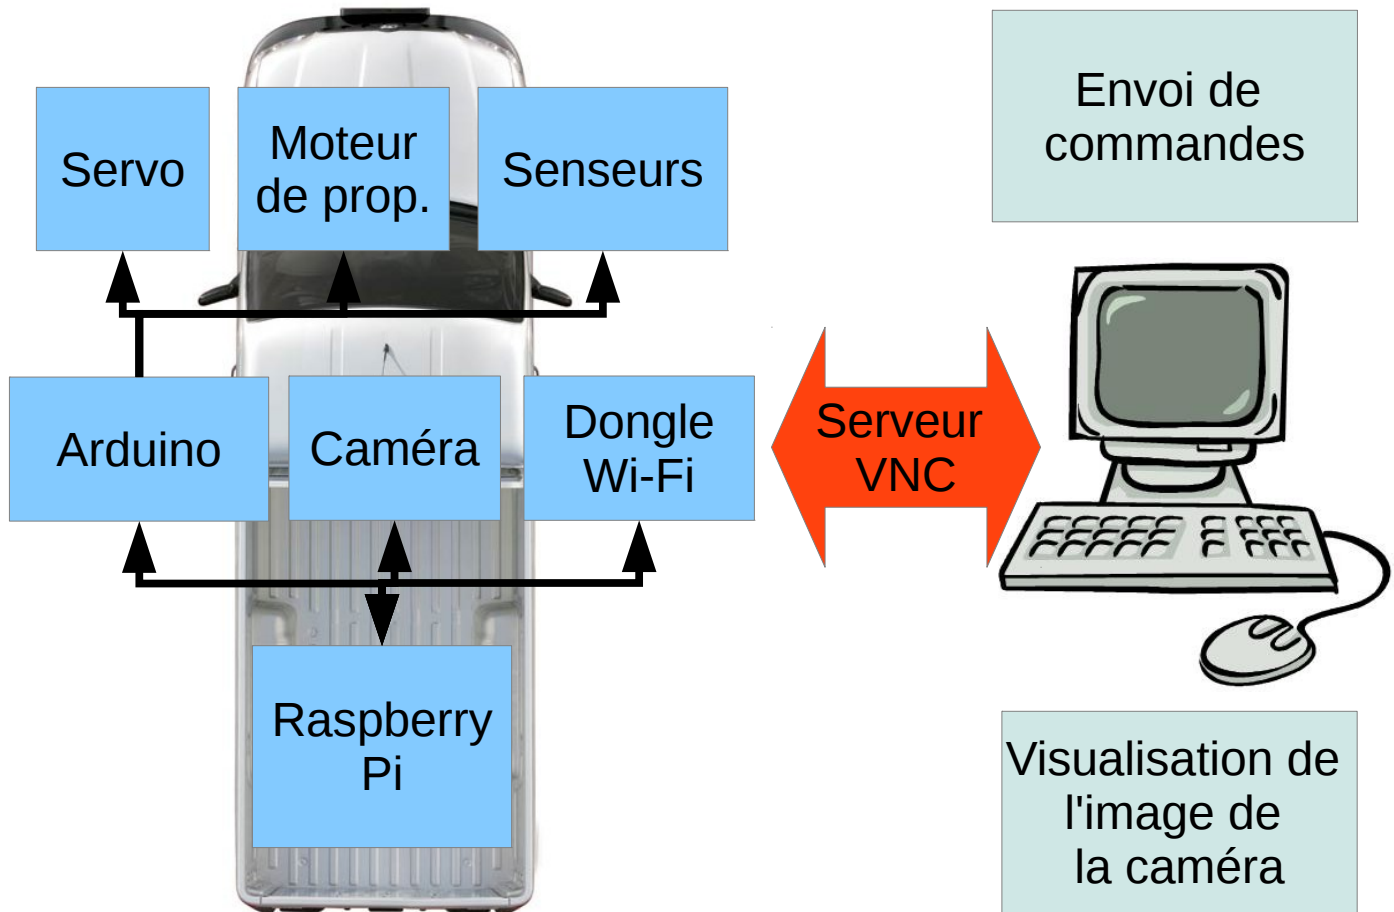 Servo
Moteur
de prop.
Senseurs
Envoi de
commandes
Arduino
Caméra
Dongle
Wi-Fi
Serveur
VNC
Raspberry
Pi
Visualisation de
l'image de
la caméra